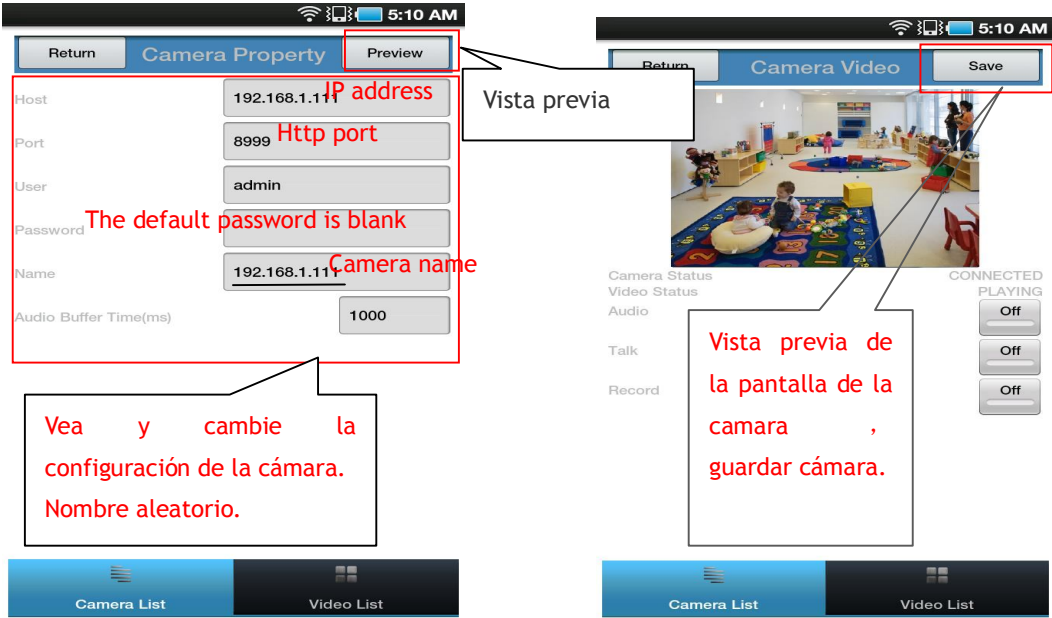 5:10 AM
Return
Camera Property
Preview
Host
192.168.1.111
IP address
Port
8999
Http port
User
admin
Password
The default password is blank
Name
192.168.1.111
Camera name
Audio Buffer Time(ms)
1000
Vea y cambie la
configuración de la cámara.
Nombre aleatorio.
Camera List
Video List
Vista previa
5:10 AM
Return
Camera Video
Save
Camera Status
CONNECTED
Video Status
PLAYING
Audio
Off
Talk
Off
Record
Off
Vista previa de
la pantalla de la
camara ，
guardar cámara.
Camera List
Video List